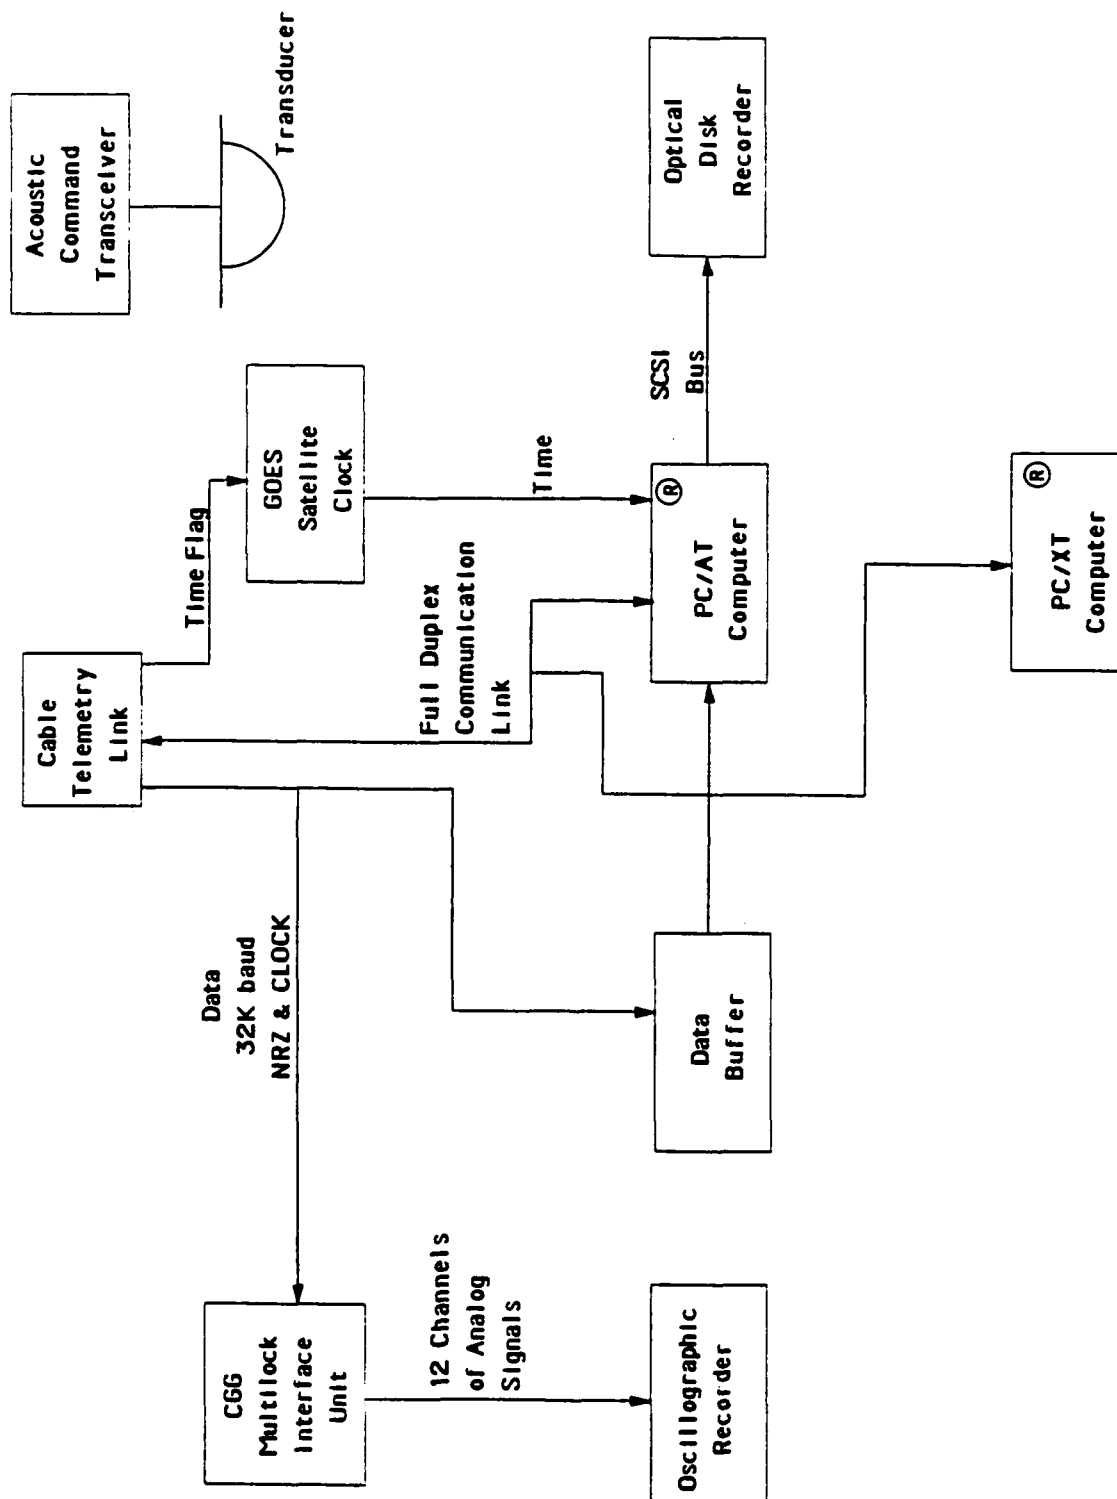 Cable
Telemetry
Link
Acoustic
Command
Transceiver
Transducer
Time Flag
GOES
Satellite
Clock
Data
32K baud
NRZ & CLOCK
CGG
Multilock
Interface
Unit
Full Duplex
Communication
Link
Time
12 Channels
of Analog
Signals
SCSI
Bus
Oscillographic
Recorder
Data
Buffer
PC/AT
Computer
®
Optical
Disk
Recorder
PC/XT
Computer
®